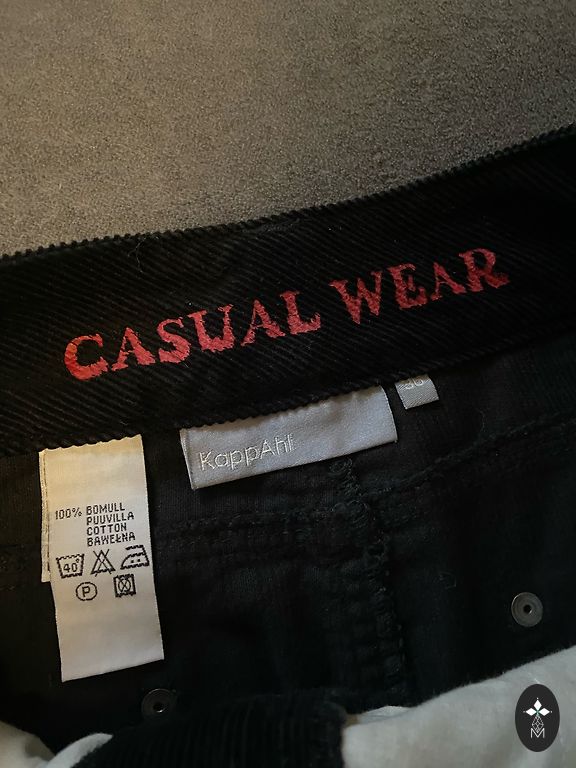 CASUAL WEAR
KappAhl
100% BOMULL
PUUVILLA
COTTON
BAWEŁNA
40°
P
M